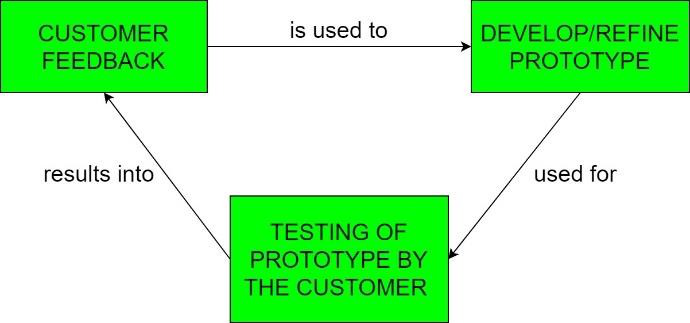 CUSTOMER
FEEDBACK
is used to
DEVELOP/REFINE
PROTOTYPE
used for
TESTING OF
PROTOTYPE BY
THE CUSTOMER
results into